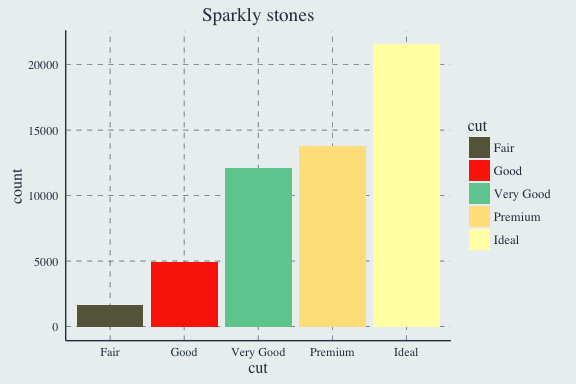 Sparkly stones
count
20000
15000
10000
5000
0
Fair
Good
Very Good
Premium
Ideal
cut
cut
Fair
Good
Very Good
Premium
Ideal